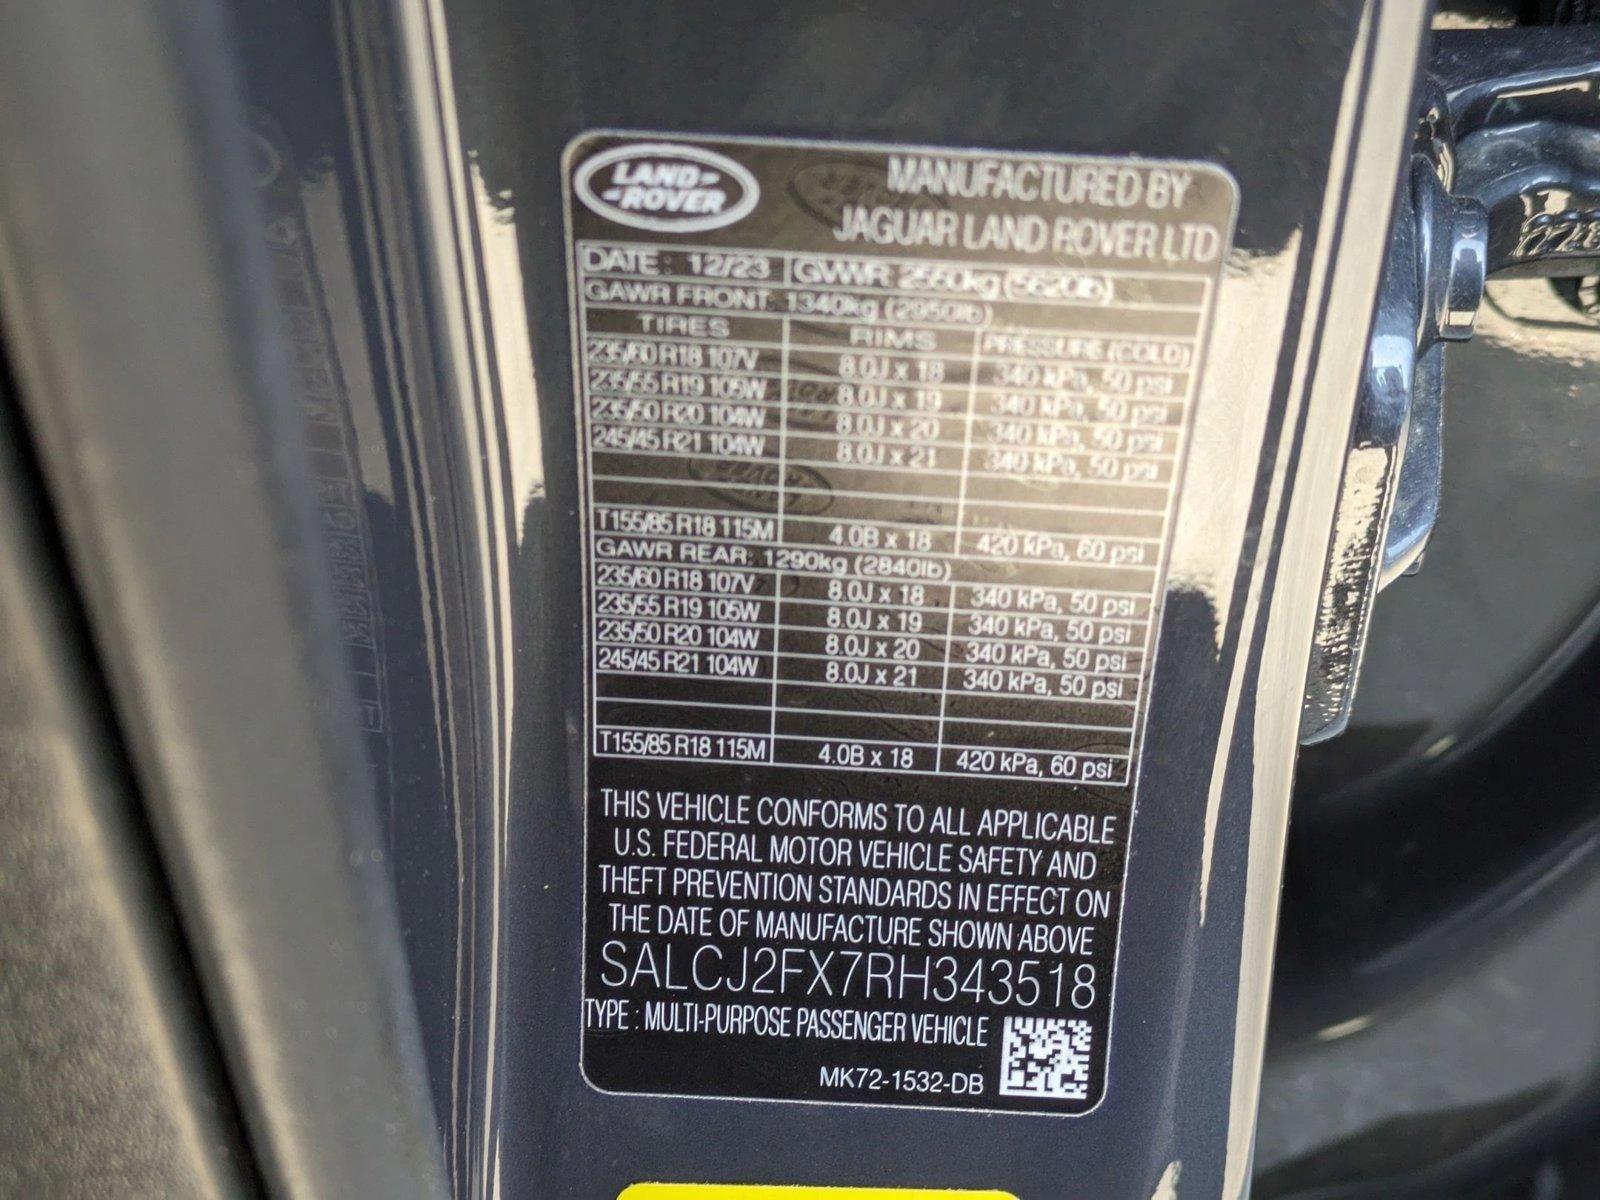 LAND ROVER
MANUFACTURED BY
JAGUAR LAND ROVER LTD
DATE: 12/23 GVWR 2550kg (5620lb)
GAWR FRONT: 1340kg (2950lb)
TIRES RIMS PRESSURE (COLD)
235/60 R18 107V 8.0J x 18 340 kPa, 50 psi
235/55 R19 105W 8.0J x 19 340 kPa, 50 psi
235/50 R20 104W 8.0J x 20 340 kPa, 50 psi
245/45 R21 104W 8.0J x 21 340 kPa, 50 psi
T155/85 R18 115M 4.0B x 18 420 kPa, 60 psi
GAWR REAR: 1290kg (2840lb)
235/60 R18 107V 8.0J x 18 340 kPa, 50 psi
235/55 R19 105W 8.0J x 19 340 kPa, 50 psi
235/50 R20 104W 8.0J x 20 340 kPa, 50 psi
245/45 R21 104W 8.0J x 21 340 kPa, 50 psi
T155/85 R18 115M 4.0B x 18 420 kPa, 60 psi
THIS VEHICLE CONFORMS TO ALL APPLICABLE
U.S. FEDERAL MOTOR VEHICLE SAFETY AND
THEFT PREVENTION STANDARDS IN EFFECT ON
THE DATE OF MANUFACTURE SHOWN ABOVE
SALCJ2FX7RH343518
TYPE : MULTI-PURPOSE PASSENGER VEHICLE
MK72-1532-DB